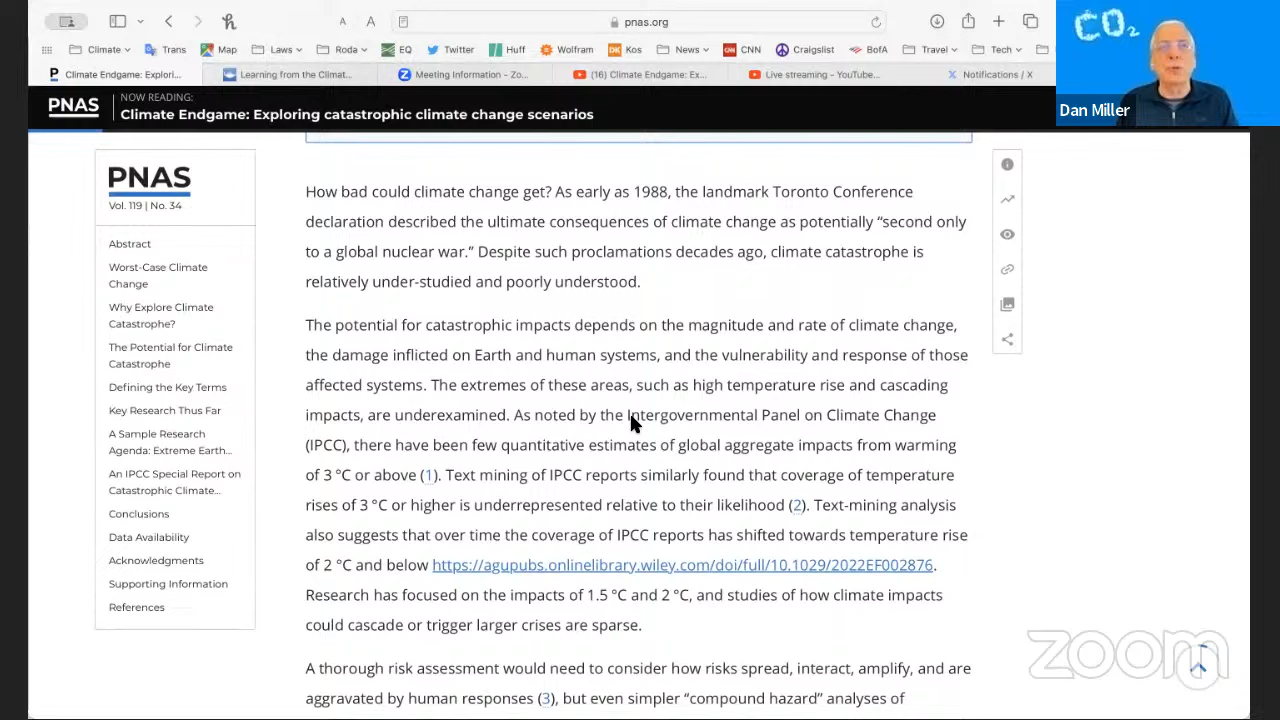 pnas.org
A A
Climate Trans Map Laws Roda EQ Twitter Huff Wolfram DK Kos News CNN CNN Craigslist BofA Travel Tech
P Climate Endgame: Explori... Learning from the Climat... Meeting Information - Zo... (16) Climate Endgame: Ex... Live streaming - YouTube... X Notifications / X
CO₂
Dan Miller
PNAS
NOW READING:
Climate Endgame: Exploring catastrophic climate change scenarios
PNAS
Vol. 119 | No. 34
Abstract
Worst-Case Climate
Change
Why Explore Climate
Catastrophe?
The Potential for Climate
Catastrophe
Defining the Key Terms
Key Research Thus Far
A Sample Research
Agenda: Extreme Earth...
An IPCC Special Report on
Catastrophic Climate...
Conclusions
Data Availability
Acknowledgments
Supporting Information
References
How bad could climate change get? As early as 1988, the landmark Toronto Conference
declaration described the ultimate consequences of climate change as potentially “second only
to a global nuclear war.” Despite such proclamations decades ago, climate catastrophe is
relatively under-studied and poorly understood.
The potential for catastrophic impacts depends on the magnitude and rate of climate change,
the damage inflicted on Earth and human systems, and the vulnerability and response of those
affected systems. The extremes of these areas, such as high temperature rise and cascading
impacts, are underexamined. As noted by the Intergovernmental Panel on Climate Change
(IPCC), there have been few quantitative estimates of global aggregate impacts from warming
of 3 °C or above (1). Text mining of IPCC reports similarly found that coverage of temperature
rises of 3 °C or higher is underrepresented relative to their likelihood (2). Text-mining analysis
also suggests that over time the coverage of IPCC reports has shifted towards temperature rise
of 2 °C and below https://agupubs.onlinelibrary.wiley.com/doi/full/10.1029/2022EF002876.
Research has focused on the impacts of 1.5 °C and 2 °C, and studies of how climate impacts
could cascade or trigger larger crises are sparse.
A thorough risk assessment would need to consider how risks spread, interact, amplify, and are
aggravated by human responses (3), but even simpler “compound hazard” analyses of
zoom